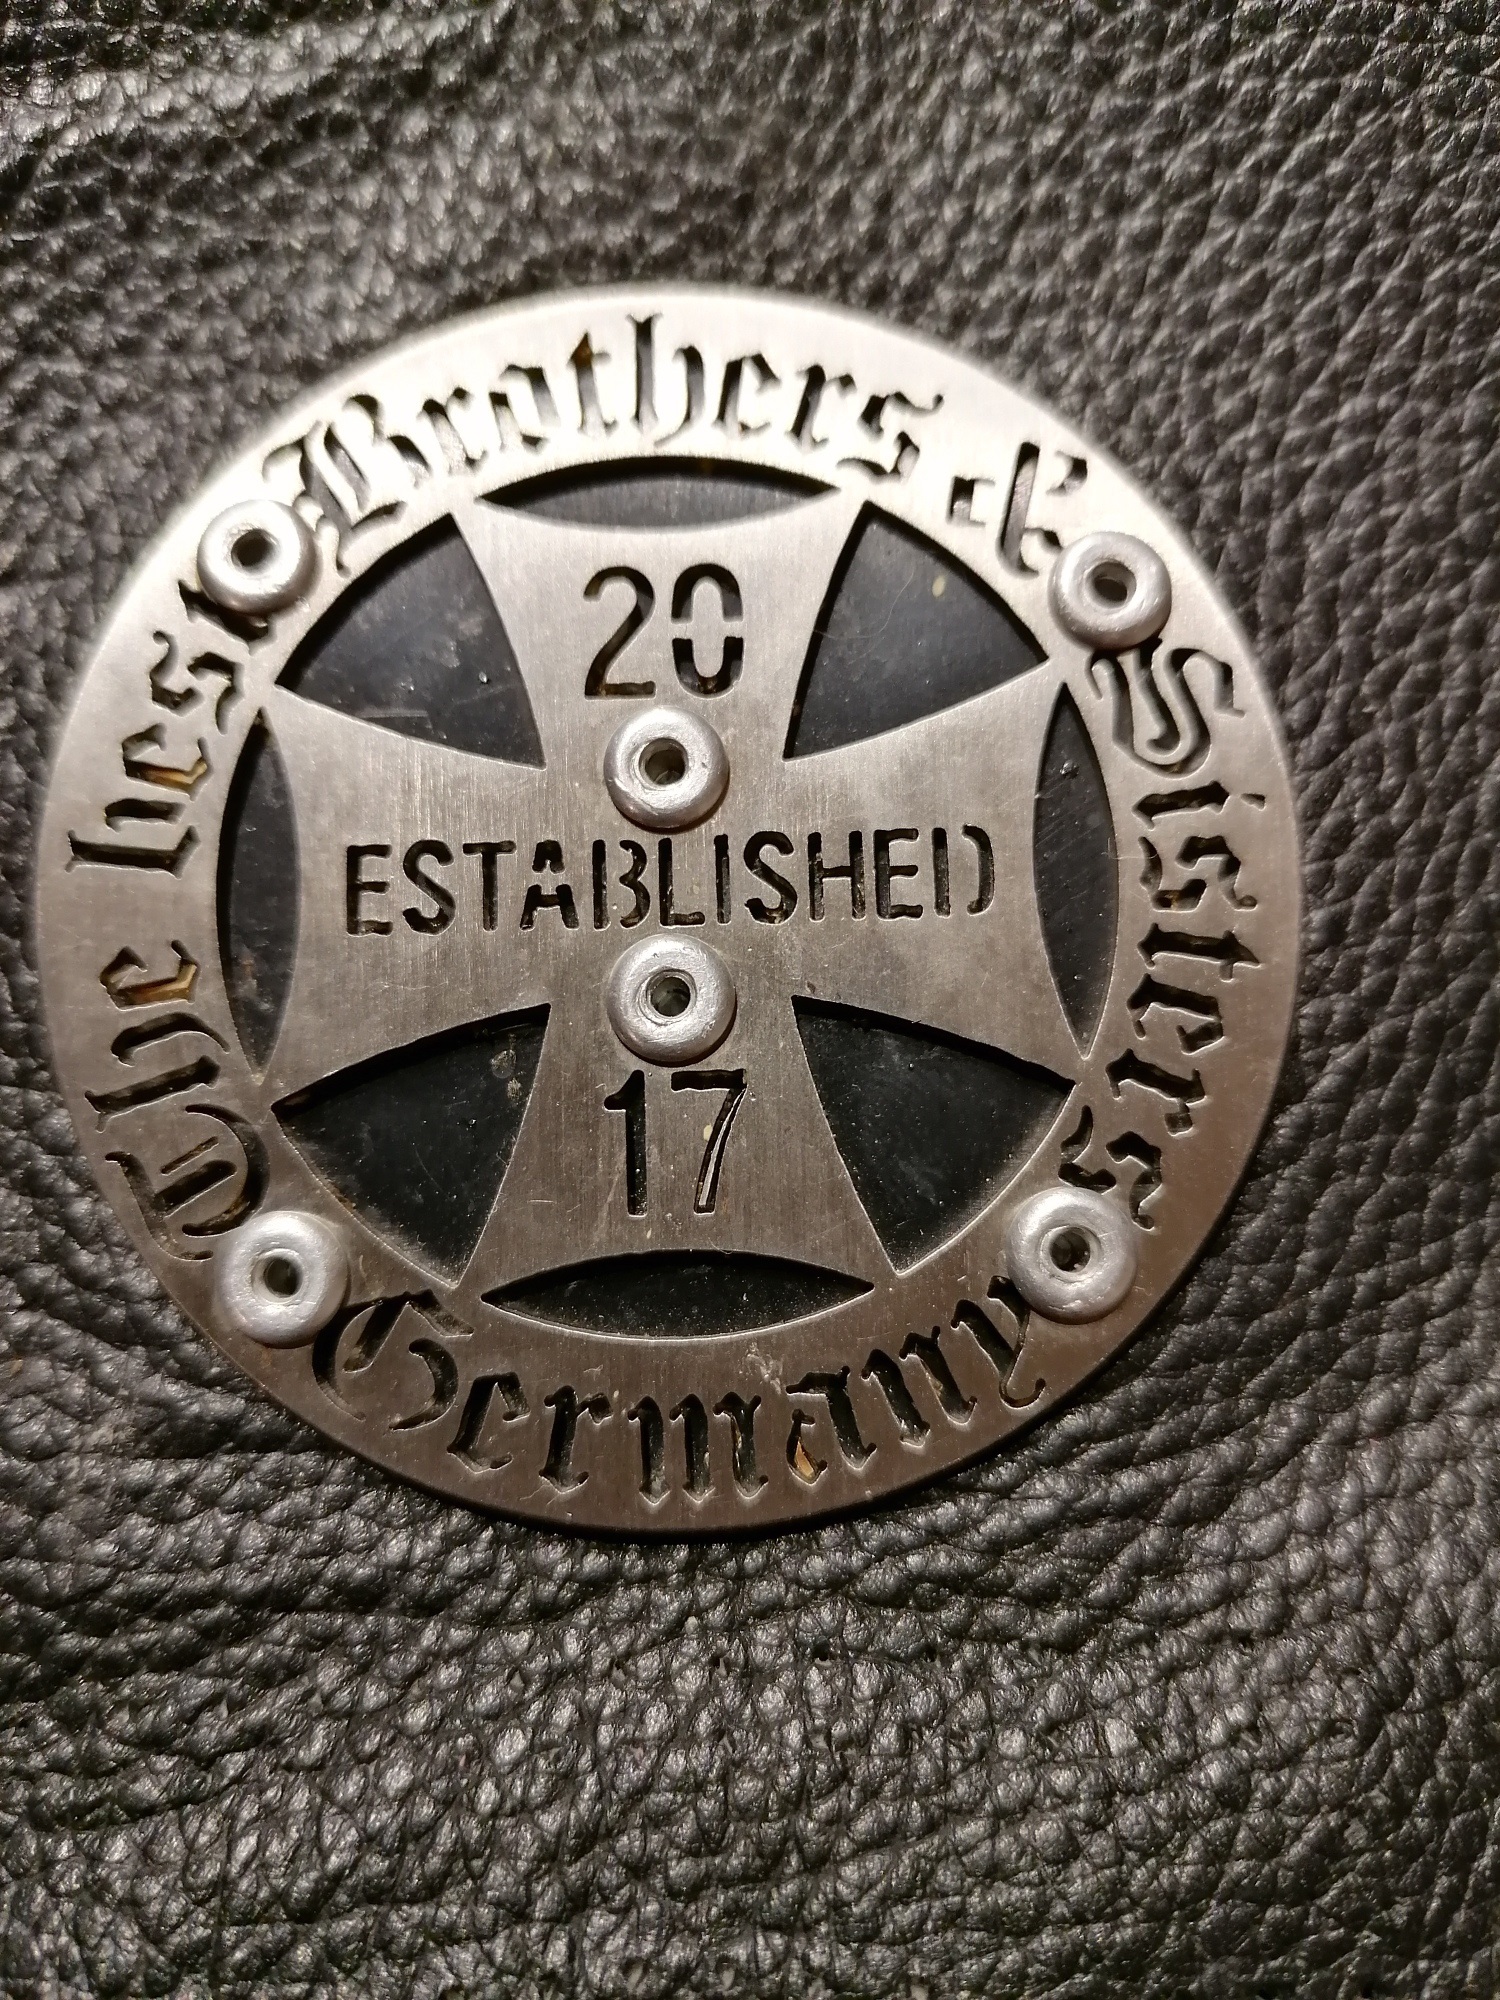 The best Brothers & Sisters
Germany
20
ESTABLISHED
17